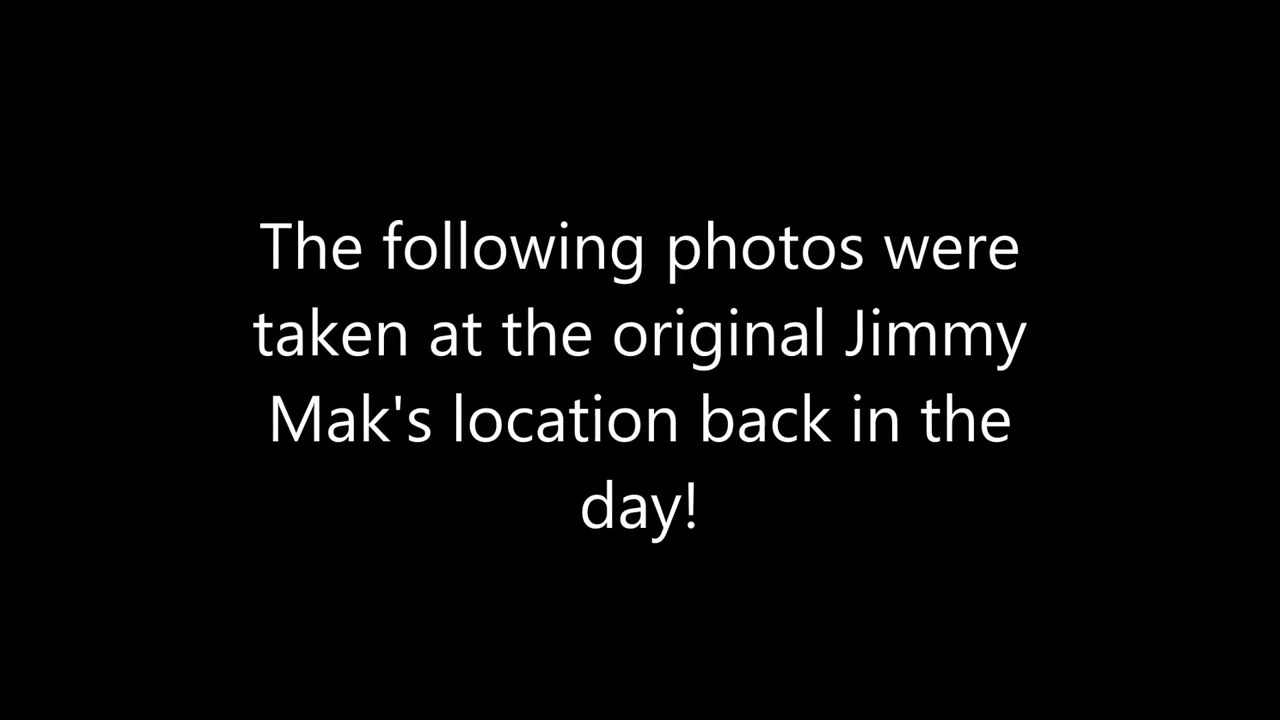 The following photos were
taken at the original Jimmy
Mak's location back in the
day!